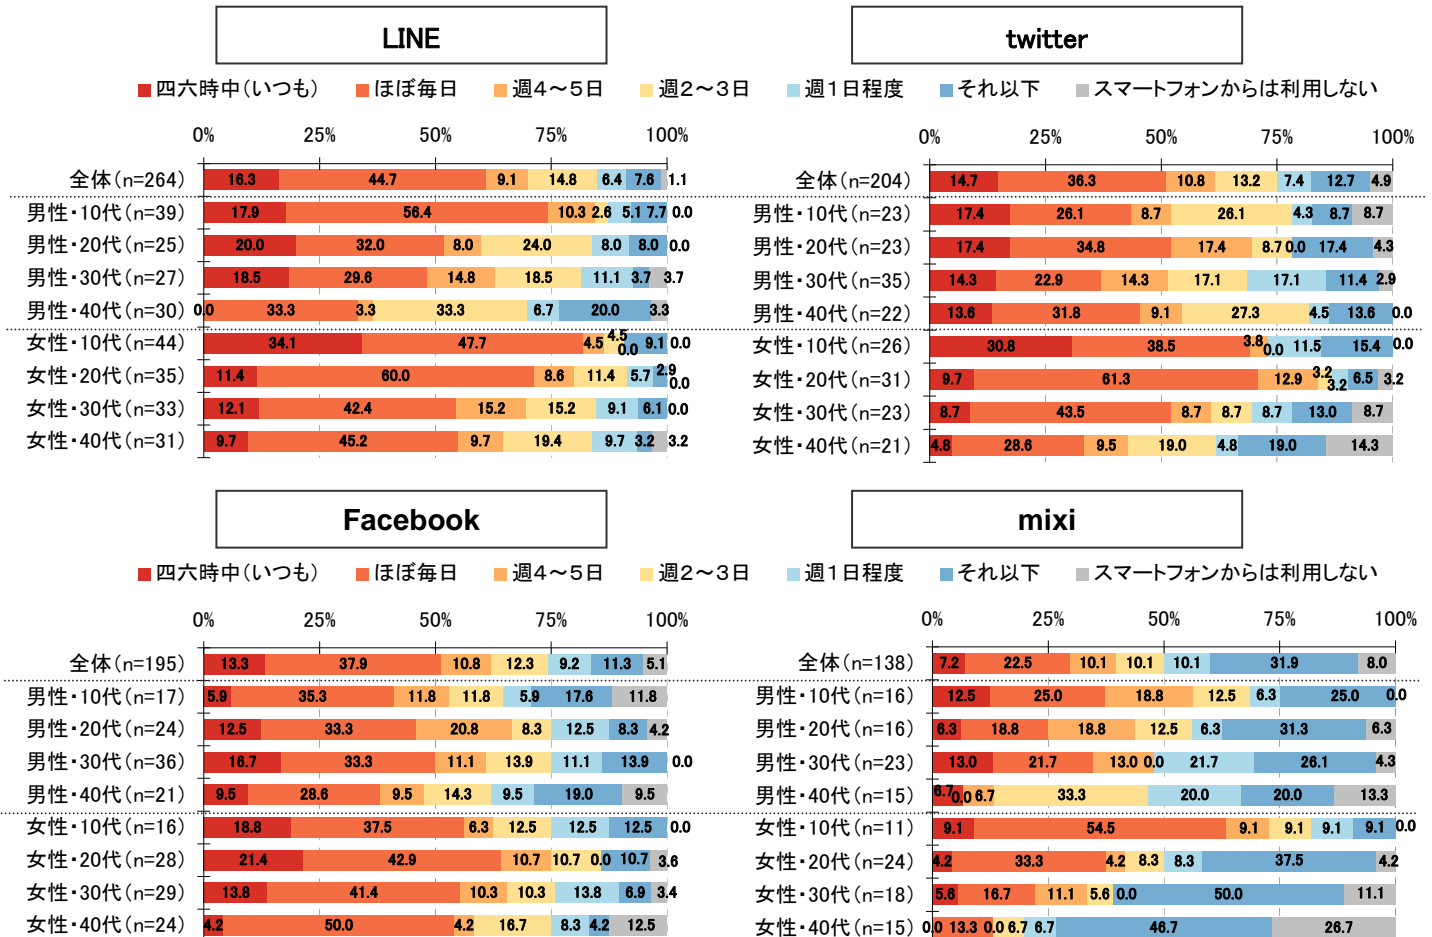 LINE
twitter
四六時中(いつも) ほぼ毎日 週4～5日 週2～3日 週1日程度 それ以下 スマートフォンからは利用しない
0% 25% 50% 75% 100%
0% 25% 50% 75% 100%
全体(n=264) 16.3 44.7 9.1 14.8 6.4 7.6 1.1
男性・10代(n=39) 17.9 56.4 10.3 2.6 5.1 7.7 0.0
男性・20代(n=25) 20.0 32.0 8.0 24.0 8.0 8.0 0.0
男性・30代(n=27) 18.5 29.6 14.8 18.5 11.1 3.7 3.7
男性・40代(n=30) 0.0 33.3 3.3 33.3 6.7 20.0 3.3
女性・10代(n=44) 34.1 47.7 4.5 4.5 0.0 9.1 0.0
女性・20代(n=35) 11.4 60.0 8.6 11.4 5.7 2.9 0.0
女性・30代(n=33) 12.1 42.4 15.2 15.2 9.1 6.1 0.0
女性・40代(n=31) 9.7 45.2 9.7 19.4 9.7 3.2 3.2
全体(n=204) 14.7 36.3 10.8 13.2 7.4 12.7 4.9
男性・10代(n=23) 17.4 26.1 8.7 26.1 4.3 8.7 8.7
男性・20代(n=23) 17.4 34.8 17.4 8.7 0.0 17.4 4.3
男性・30代(n=35) 14.3 22.9 14.3 17.1 17.1 11.4 2.9
男性・40代(n=22) 13.6 31.8 9.1 27.3 4.5 13.6 0.0
女性・10代(n=26) 30.8 38.5 3.8 0.0 11.5 15.4 0.0
女性・20代(n=31) 9.7 61.3 12.9 3.2 3.2 6.5 3.2
女性・30代(n=23) 8.7 43.5 8.7 8.7 8.7 13.0 8.7
女性・40代(n=21) 4.8 28.6 9.5 19.0 4.8 19.0 14.3
Facebook
mixi
四六時中(いつも) ほぼ毎日 週4～5日 週2～3日 週1日程度 それ以下 スマートフォンからは利用しない
0% 25% 50% 75% 100%
0% 25% 50% 75% 100%
全体(n=195) 13.3 37.9 10.8 12.3 9.2 11.3 5.1
男性・10代(n=17) 5.9 35.3 11.8 11.8 5.9 17.6 11.8
男性・20代(n=24) 12.5 33.3 20.8 8.3 12.5 8.3 4.2
男性・30代(n=36) 16.7 33.3 11.1 13.9 11.1 13.9 0.0
男性・40代(n=21) 9.5 28.6 9.5 14.3 9.5 19.0 9.5
女性・10代(n=16) 18.8 37.5 6.3 12.5 12.5 12.5 0.0
女性・20代(n=28) 21.4 42.9 10.7 10.7 0.0 10.7 3.6
女性・30代(n=29) 13.8 41.4 10.3 10.3 13.8 6.9 3.4
女性・40代(n=24) 4.2 50.0 4.2 16.7 8.3 4.2 12.5
全体(n=138) 7.2 22.5 10.1 10.1 10.1 31.9 8.0
男性・10代(n=16) 12.5 25.0 18.8 12.5 6.3 25.0 0.0
男性・20代(n=16) 6.3 18.8 18.8 12.5 6.3 31.3 6.3
男性・30代(n=23) 13.0 21.7 13.0 0.0 21.7 26.1 4.3
男性・40代(n=15) 6.7 0.0 6.7 33.3 20.0 20.0 13.3
女性・10代(n=11) 9.1 54.5 9.1 9.1 9.1 9.1 0.0
女性・20代(n=24) 4.2 33.3 4.2 8.3 8.3 37.5 4.2
女性・30代(n=18) 5.6 16.7 11.1 5.6 0.0 50.0 11.1
女性・40代(n=15) 0.0 13.3 0.0 6.7 6.7 46.7 26.7